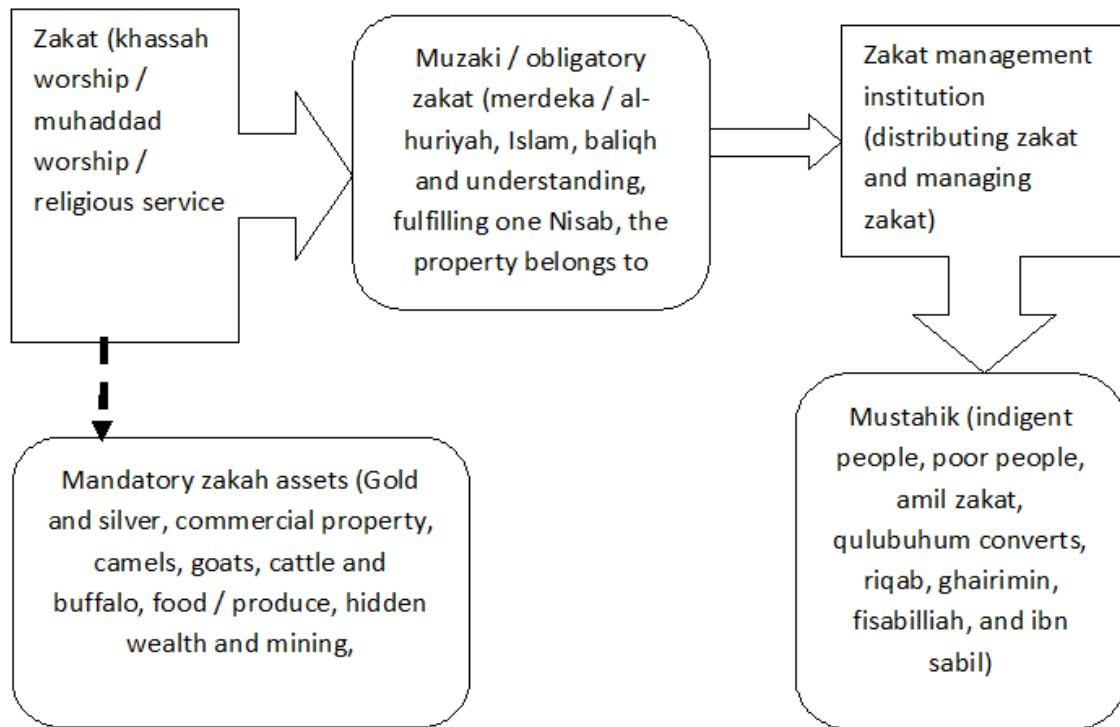 Zakat (khassah
worship /
muhaddad
worship /
religious service
Muzaki / obligatory
zakat (merdeka / al-
huriyah, Islam, baliqh
and understanding,
fulfilling one Nisab, the
property belongs to
Zakat management
institution
(distributing zakat
and managing
zakat)
Mandatory zakah assets (Gold
and silver, commercial property,
camels, goats, cattle and
buffalo, food / produce, hidden
wealth and mining,
Mustahik (indigent
people, poor people,
amil zakat,
qulubuhum converts,
riqab, ghairimin,
fisabilliah, and ibn
sabil)